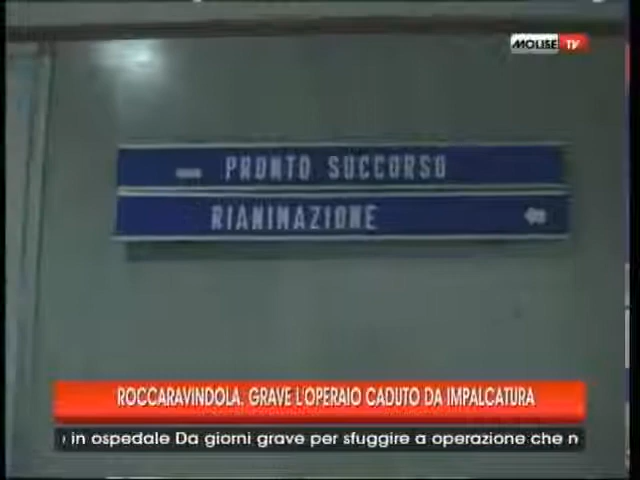 MOLISE TV
PRONTO SUCCORSO
RIANIMAZIONE
ROCCARAVINDOLA. GRAVE L'OPERAIO CADUTO DA IMPALCATURA
in ospedale Da giorni grave per sfuggire a operazione che n